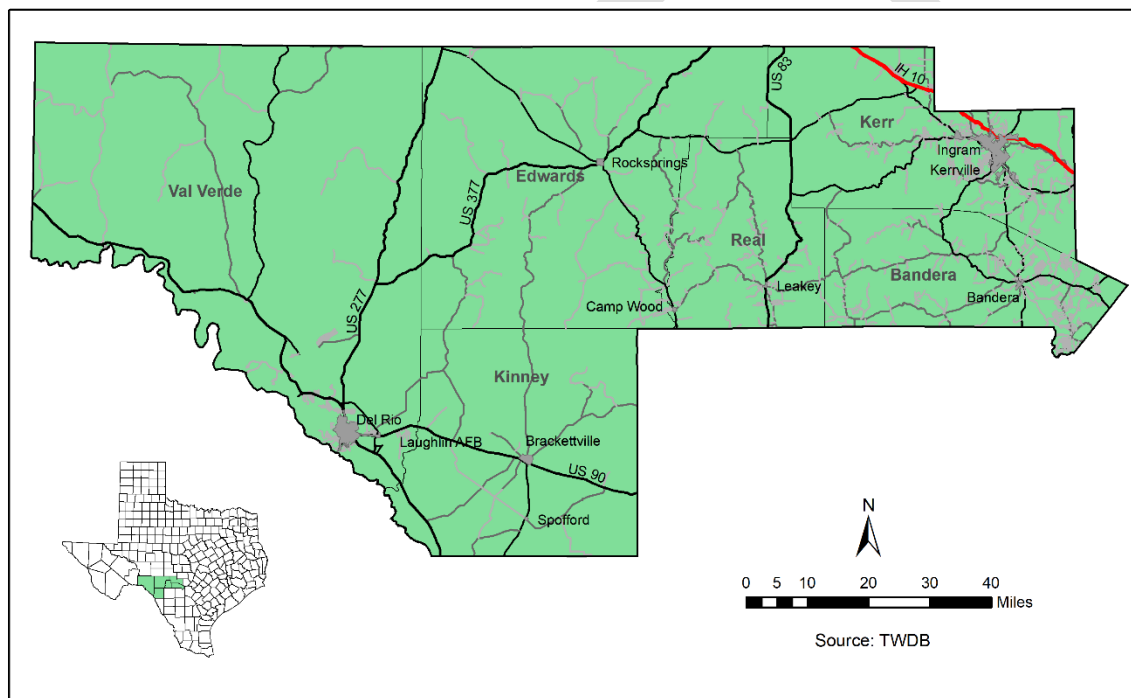 US 83
IH 10
Kerr
Ingram
Kerrville
Rocksprings
Edwards
Val Verde
US 377
Real
Bandera
Leakey
Bandera
Camp Wood
US 277
Kinney
Del Rio
Laughlin AFB
Brackettville
US 90
Spofford
N
0 5 10 20 30 40
Miles
Source: TWDB